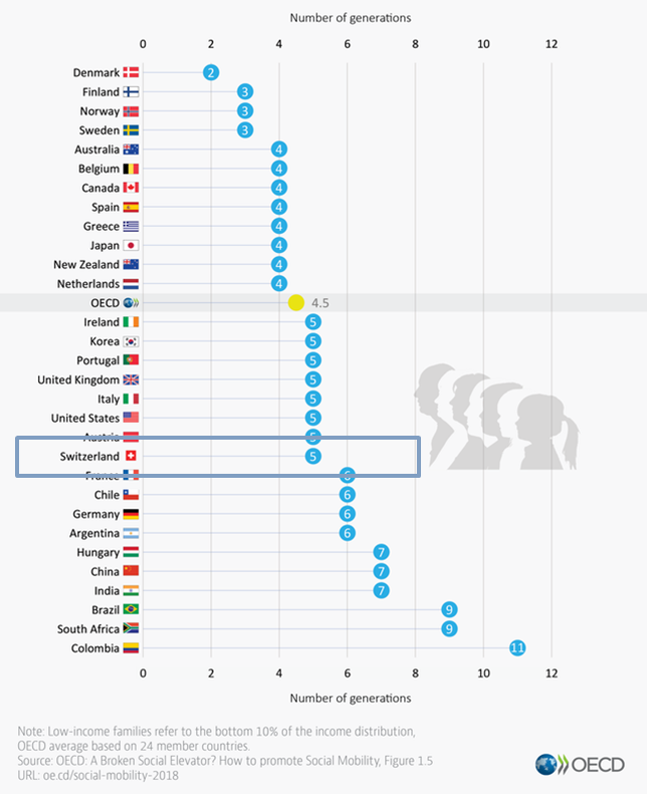 Number of generations
0 2 4 6 8 10 12
Denmark 2
Finland 3
Norway 3
Sweden 3
Australia 4
Belgium 4
Canada 4
Spain 4
Greece 4
Japan 4
New Zealand 4
Netherlands 4
OECD 4.5
Ireland 5
Korea 5
Portugal 5
United Kingdom 5
Italy 5
United States 5
Austria 5
Switzerland 5
France 6
Chile 6
Germany 6
Argentina 6
Hungary 7
China 7
India 7
Brazil 9
South Africa 9
Colombia 11
0 2 4 6 8 10 12
Number of generations
Note: Low-income families refer to the bottom 10% of the income distribution,
OECD average based on 24 member countries.
Source: OECD: A Broken Social Elevator? How to promote Social Mobility, Figure 1.5
URL: oe.cd/social-mobility-2018
OECD